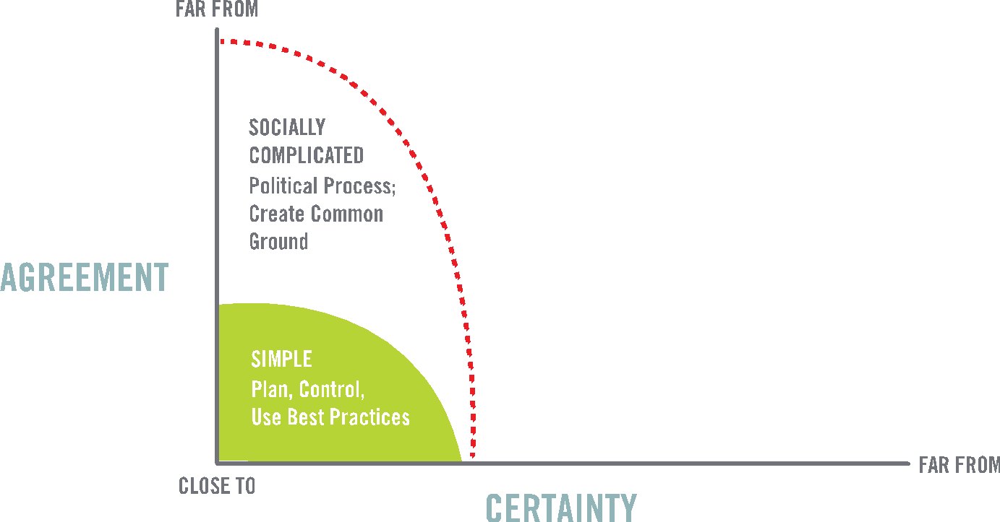 FAR FROM
SOCIALLY
COMPLICATED
Political Process;
Create Common
Ground
AGREEMENT
SIMPLE
Plan, Control,
Use Best Practices
FAR FROM
CLOSE TO
CERTAINTY